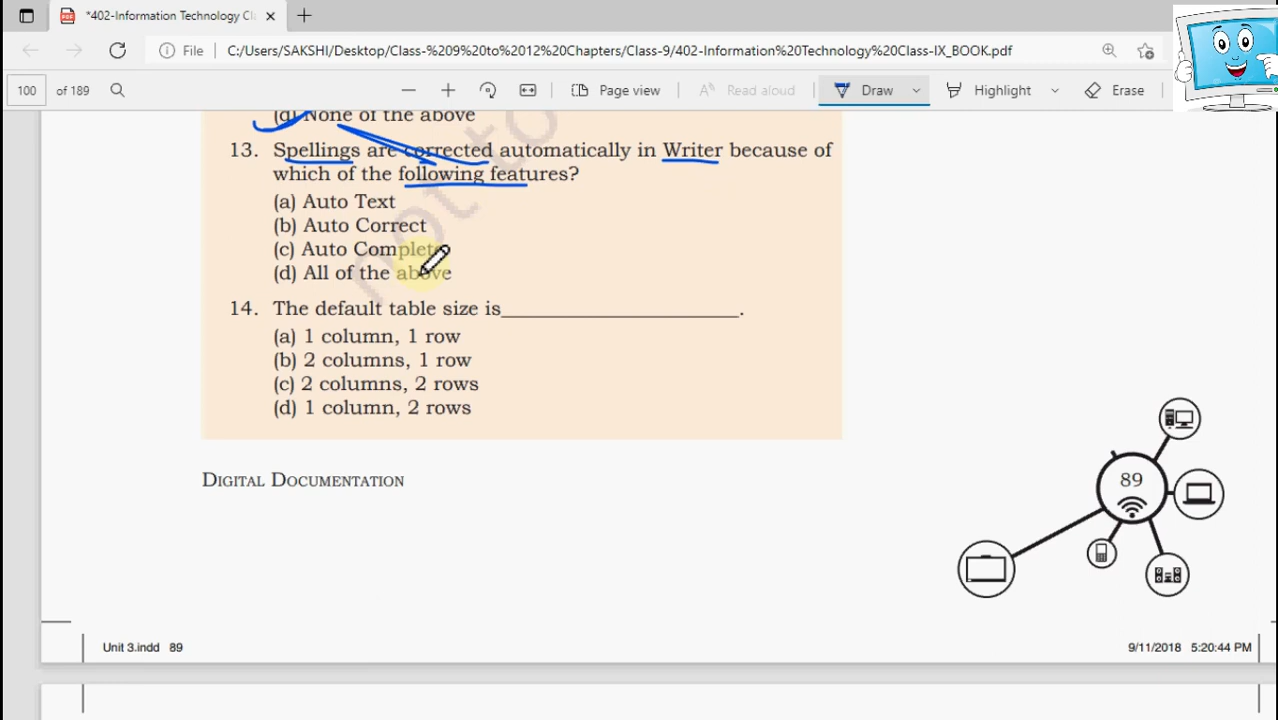 *402-Information Technology Cl
File C:/Users/SAKSHI/Desktop/Class-%209%20to%2012%20Chapters/Class-9/402-Information%20Technology%20Class-IX_BOOK.pdf
100 of 189 Page view Read aloud Draw Highlight Erase
(d) None of the above
13. Spellings are corrected automatically in Writer because of
which of the following features?
(a) Auto Text
(b) Auto Correct
(c) Auto Complete
(d) All of the above
14. The default table size is________________________.
(a) 1 column, 1 row
(b) 2 columns, 1 row
(c) 2 columns, 2 rows
(d) 1 column, 2 rows
not to
DIGITAL DOCUMENTATION
89
Unit 3.indd 89
9/11/2018 5:20:44 PM